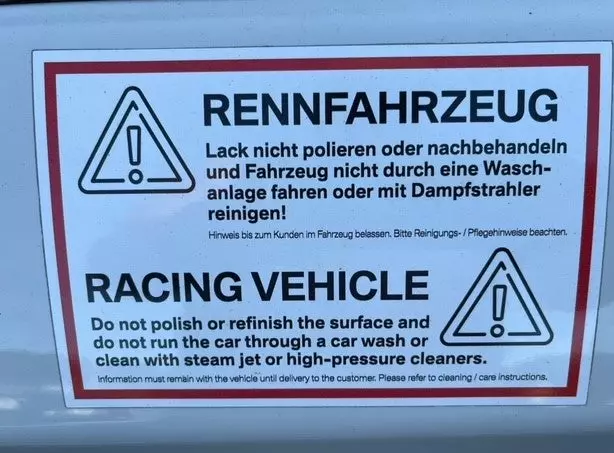 RENNFAHRZEUG
Lack nicht polieren oder nachbehandeln
und Fahrzeug nicht durch eine Wasch-
anlage fahren oder mit Dampfstrahler
reinigen!
Hinweis bis zum Kunden im Fahrzeug belassen. Bitte Reinigungs- / Pflegehinweise beachten.
RACING VEHICLE
Do not polish or refinish the surface and
do not run the car through a car wash or
clean with steam jet or high-pressure cleaners.
Information must remain with the vehicle until delivery to the customer. Please refer to cleaning / care instructions.